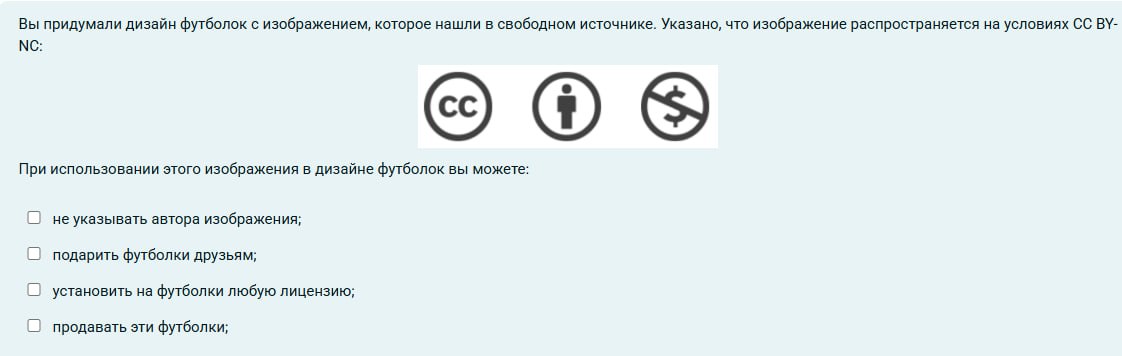 Вы придумали дизайн футболок с изображением, которое нашли в свободном источнике. Указано, что изображение распространяется на условиях CC BY-
NC:
CC $
При использовании этого изображения в дизайне футболок вы можете:
не указывать автора изображения;
подарить футболки друзьям;
установить на футболки любую лицензию;
продавать эти футболки;